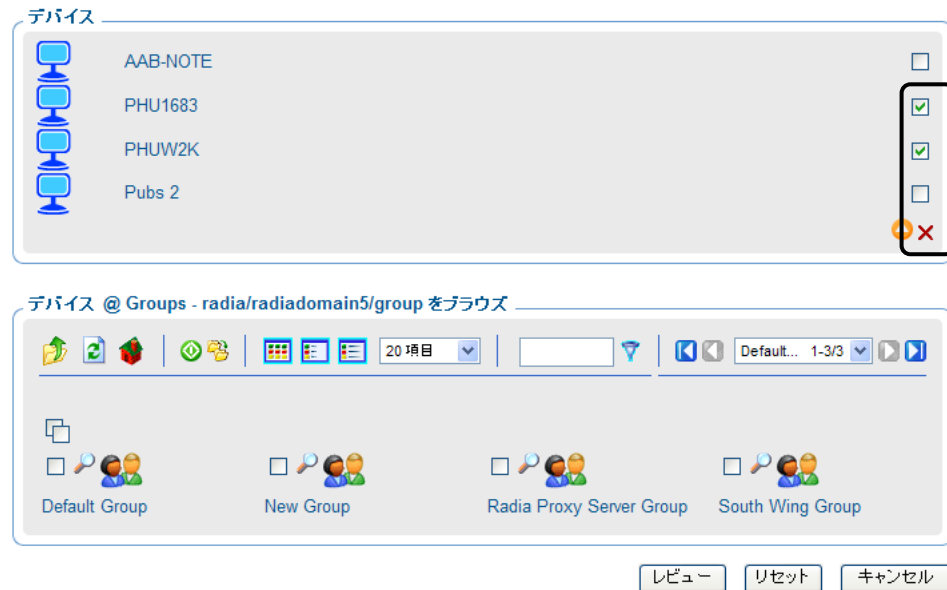 デバイス
AAB-NOTE
PHU1683
PHUW2K
Pubs 2
デバイス @ Groups - radia/radiadomain5/group をブラウズ
20 項目
Default... 1-3/3
Default Group New Group Radia Proxy Server Group South Wing Group
レビュー リセット キャンセル